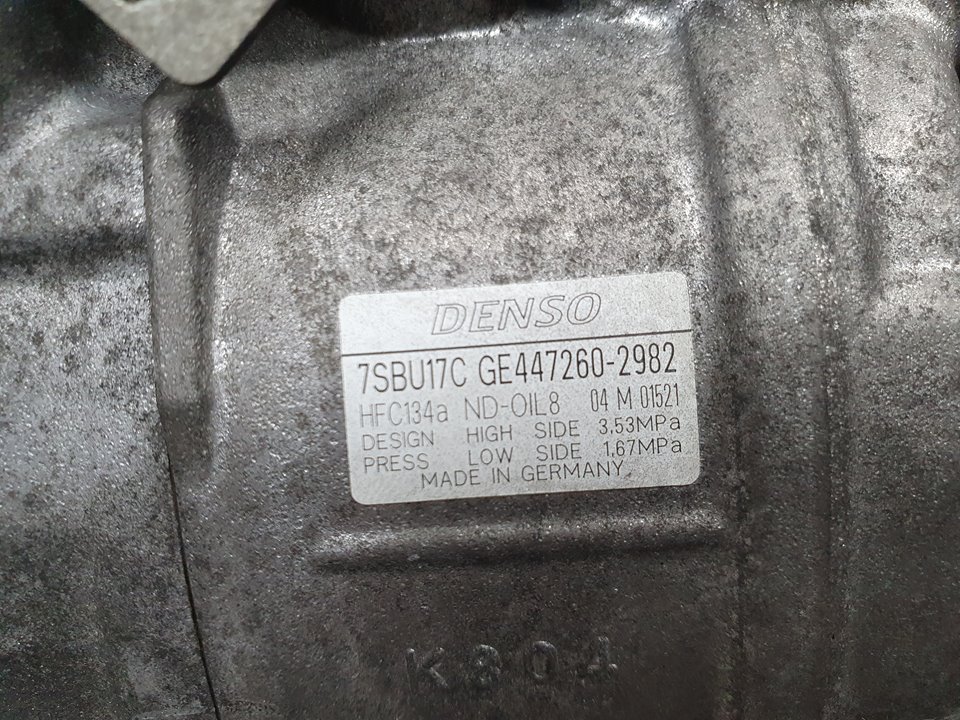 DENSO
7SBU17C GE447260-2982
HFC134a ND-OIL8 04 M 01521
DESIGN HIGH SIDE 3.53MPa
PRESS LOW SIDE 1.67MPa
MADE IN GERMANY
K804